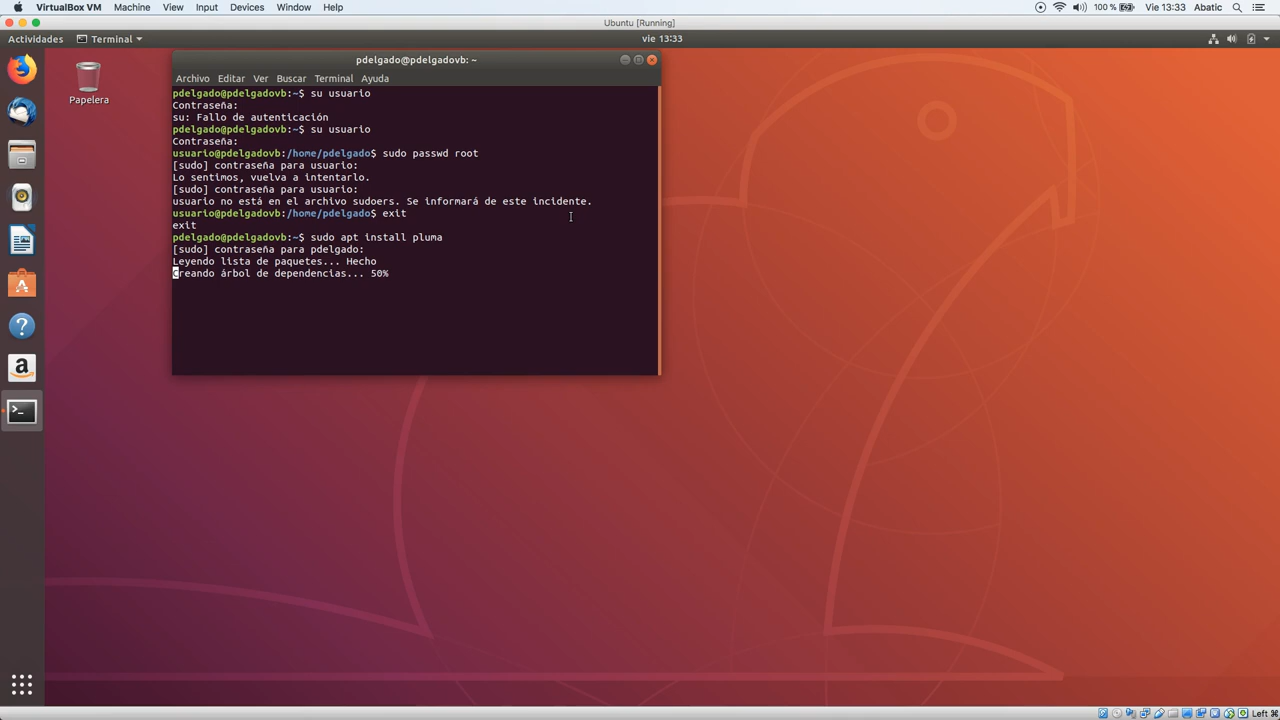 VirtualBox VM Machine View Input Devices Window Help 100 % Vie 13:33 Abatic
Ubuntu [Running]
Actividades Terminal vie 13:33
pdelgado@pdelgadovb: ~
Papelera
Archivo Editar Ver Buscar Terminal Ayuda
pdelgado@pdelgadovb:~$ su usuario
Contraseña:
su: Fallo de autenticación
pdelgado@pdelgadovb:~$ su usuario
Contraseña:
usuario@pdelgadovb:/home/pdelgado$ sudo passwd root
[sudo] contraseña para usuario:
Lo sentimos, vuelva a intentarlo.
[sudo] contraseña para usuario:
usuario no está en el archivo sudoers. Se informará de este incidente.
usuario@pdelgadovb:/home/pdelgado$ exit
exit
pdelgado@pdelgadovb:~$ sudo apt install pluma
[sudo] contraseña para pdelgado:
Leyendo lista de paquetes... Hecho
Creando árbol de dependencias... 50%
Left ⌘